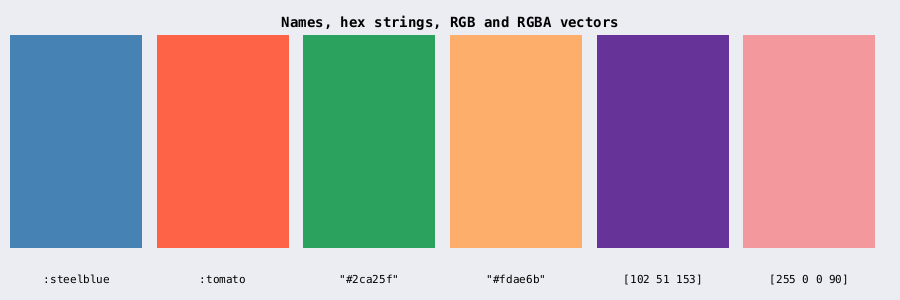 Names, hex strings, RGB and RGBA vectors
:steelblue :tomato "#2ca25f" "#fdae6b" [102 51 153] [255 0 0 90]